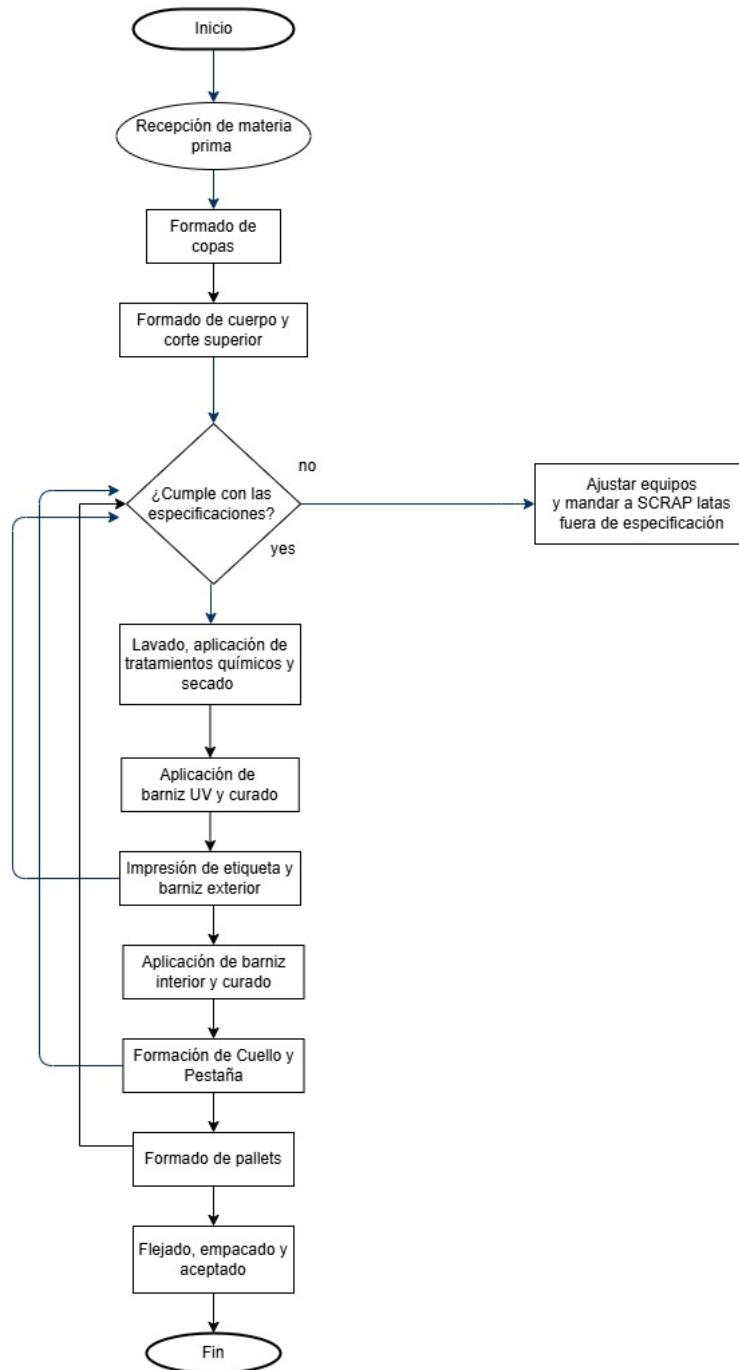 Inicio
Recepción de materia
prima
Formado de
copas
Formado de cuerpo y
corte superior
no
¿Cumple con las
especificaciones?
yes
Ajustar equipos
y mandar a SCRAP latas
fuera de especificación
Lavado, aplicación de
tratamientos químicos y
secado
Aplicación de
barniz UV y curado
Impresión de etiqueta y
barniz exterior
Aplicación de barniz
interior y curado
Formación de Cuello y
Pestaña
Formado de pallets
Flejado, empacado y
aceptado
Fin